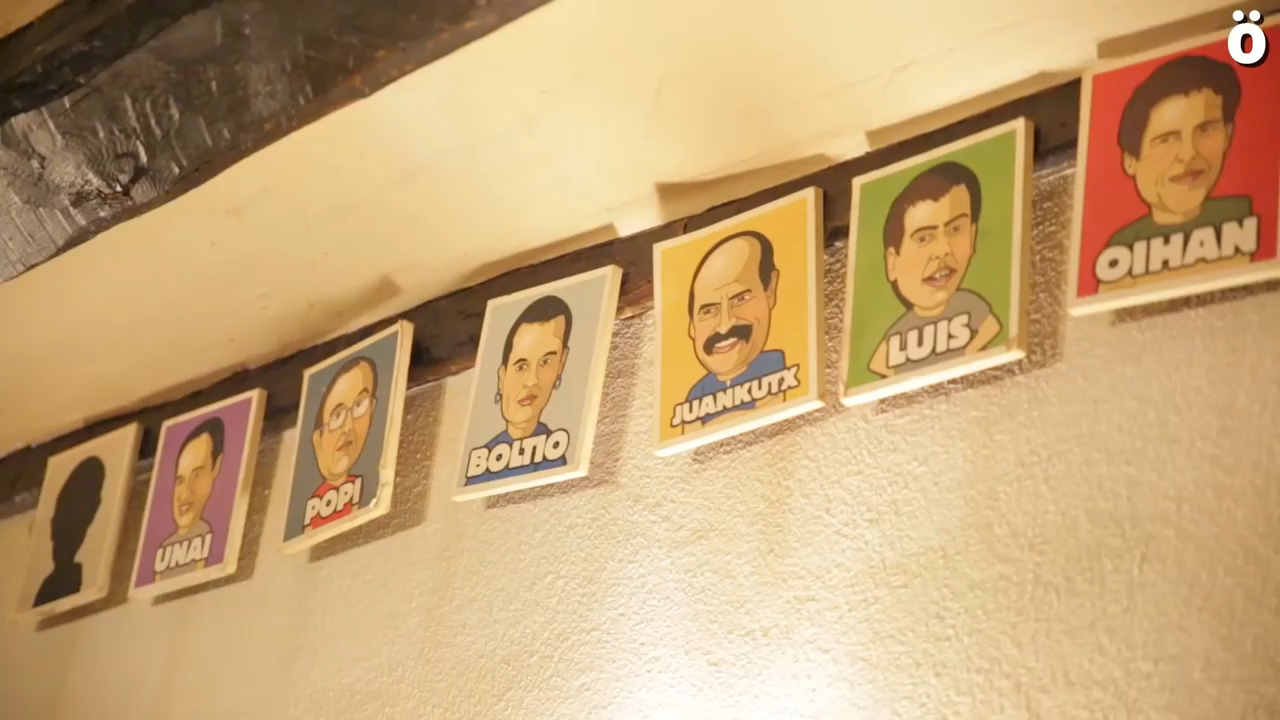 ö
OIHAN
LUIS
JUANKUTX
BOLTIO
POPI
UNAI